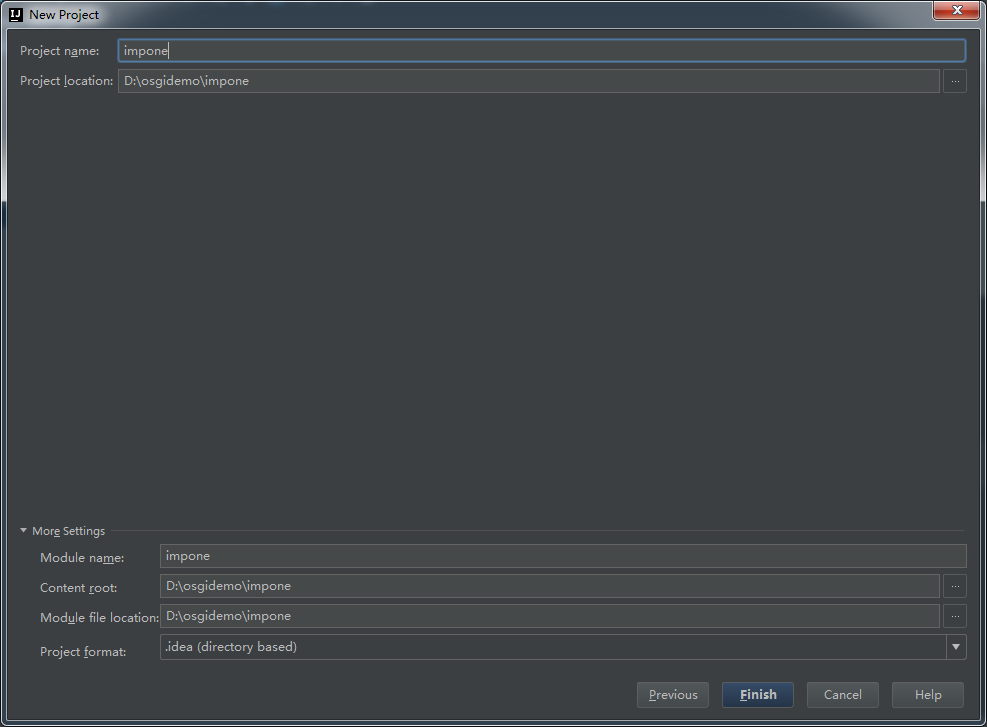 IJ New Project
Project name: impone
Project location: D:\osgidemo\impone ...
More Settings
Module name: impone
Content root: D:\osgidemo\impone ...
Module file location: D:\osgidemo\impone ...
Project format: .idea (directory based)
Previous Finish Cancel Help